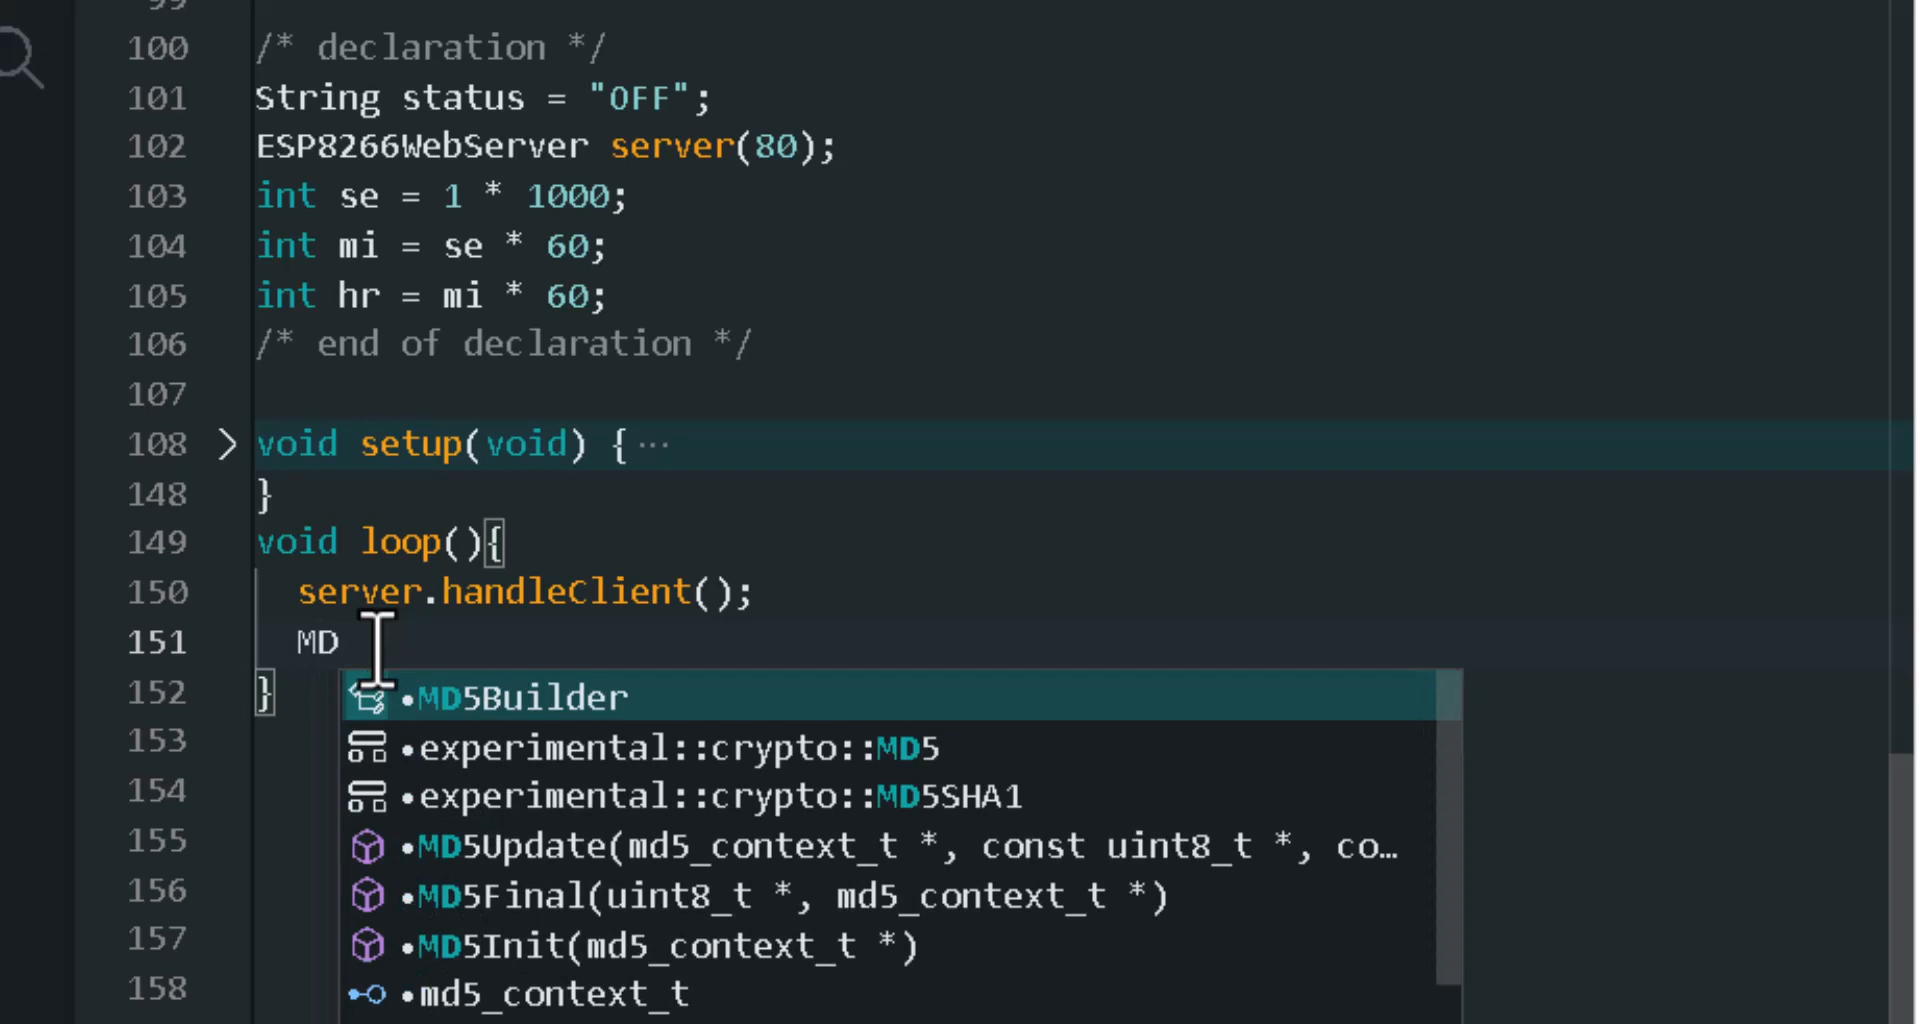 99
100 /* declaration */
101 String status = "OFF";
102 ESP8266WebServer server(80);
103 int se = 1 * 1000;
104 int mi = se * 60;
105 int hr = mi * 60;
106 /* end of declaration */
107
108 > void setup(void) { ···
148 }
149 void loop(){
150 server.handleClient();
151 MD
152 } •MD5Builder
153 •experimental::crypto::MD5
154 •experimental::crypto::MD5SHA1
155 •MD5Update(md5_context_t *, const uint8_t *, co…
156 •MD5Final(uint8_t *, md5_context_t *)
157 •MD5Init(md5_context_t *)
158 •md5_context_t